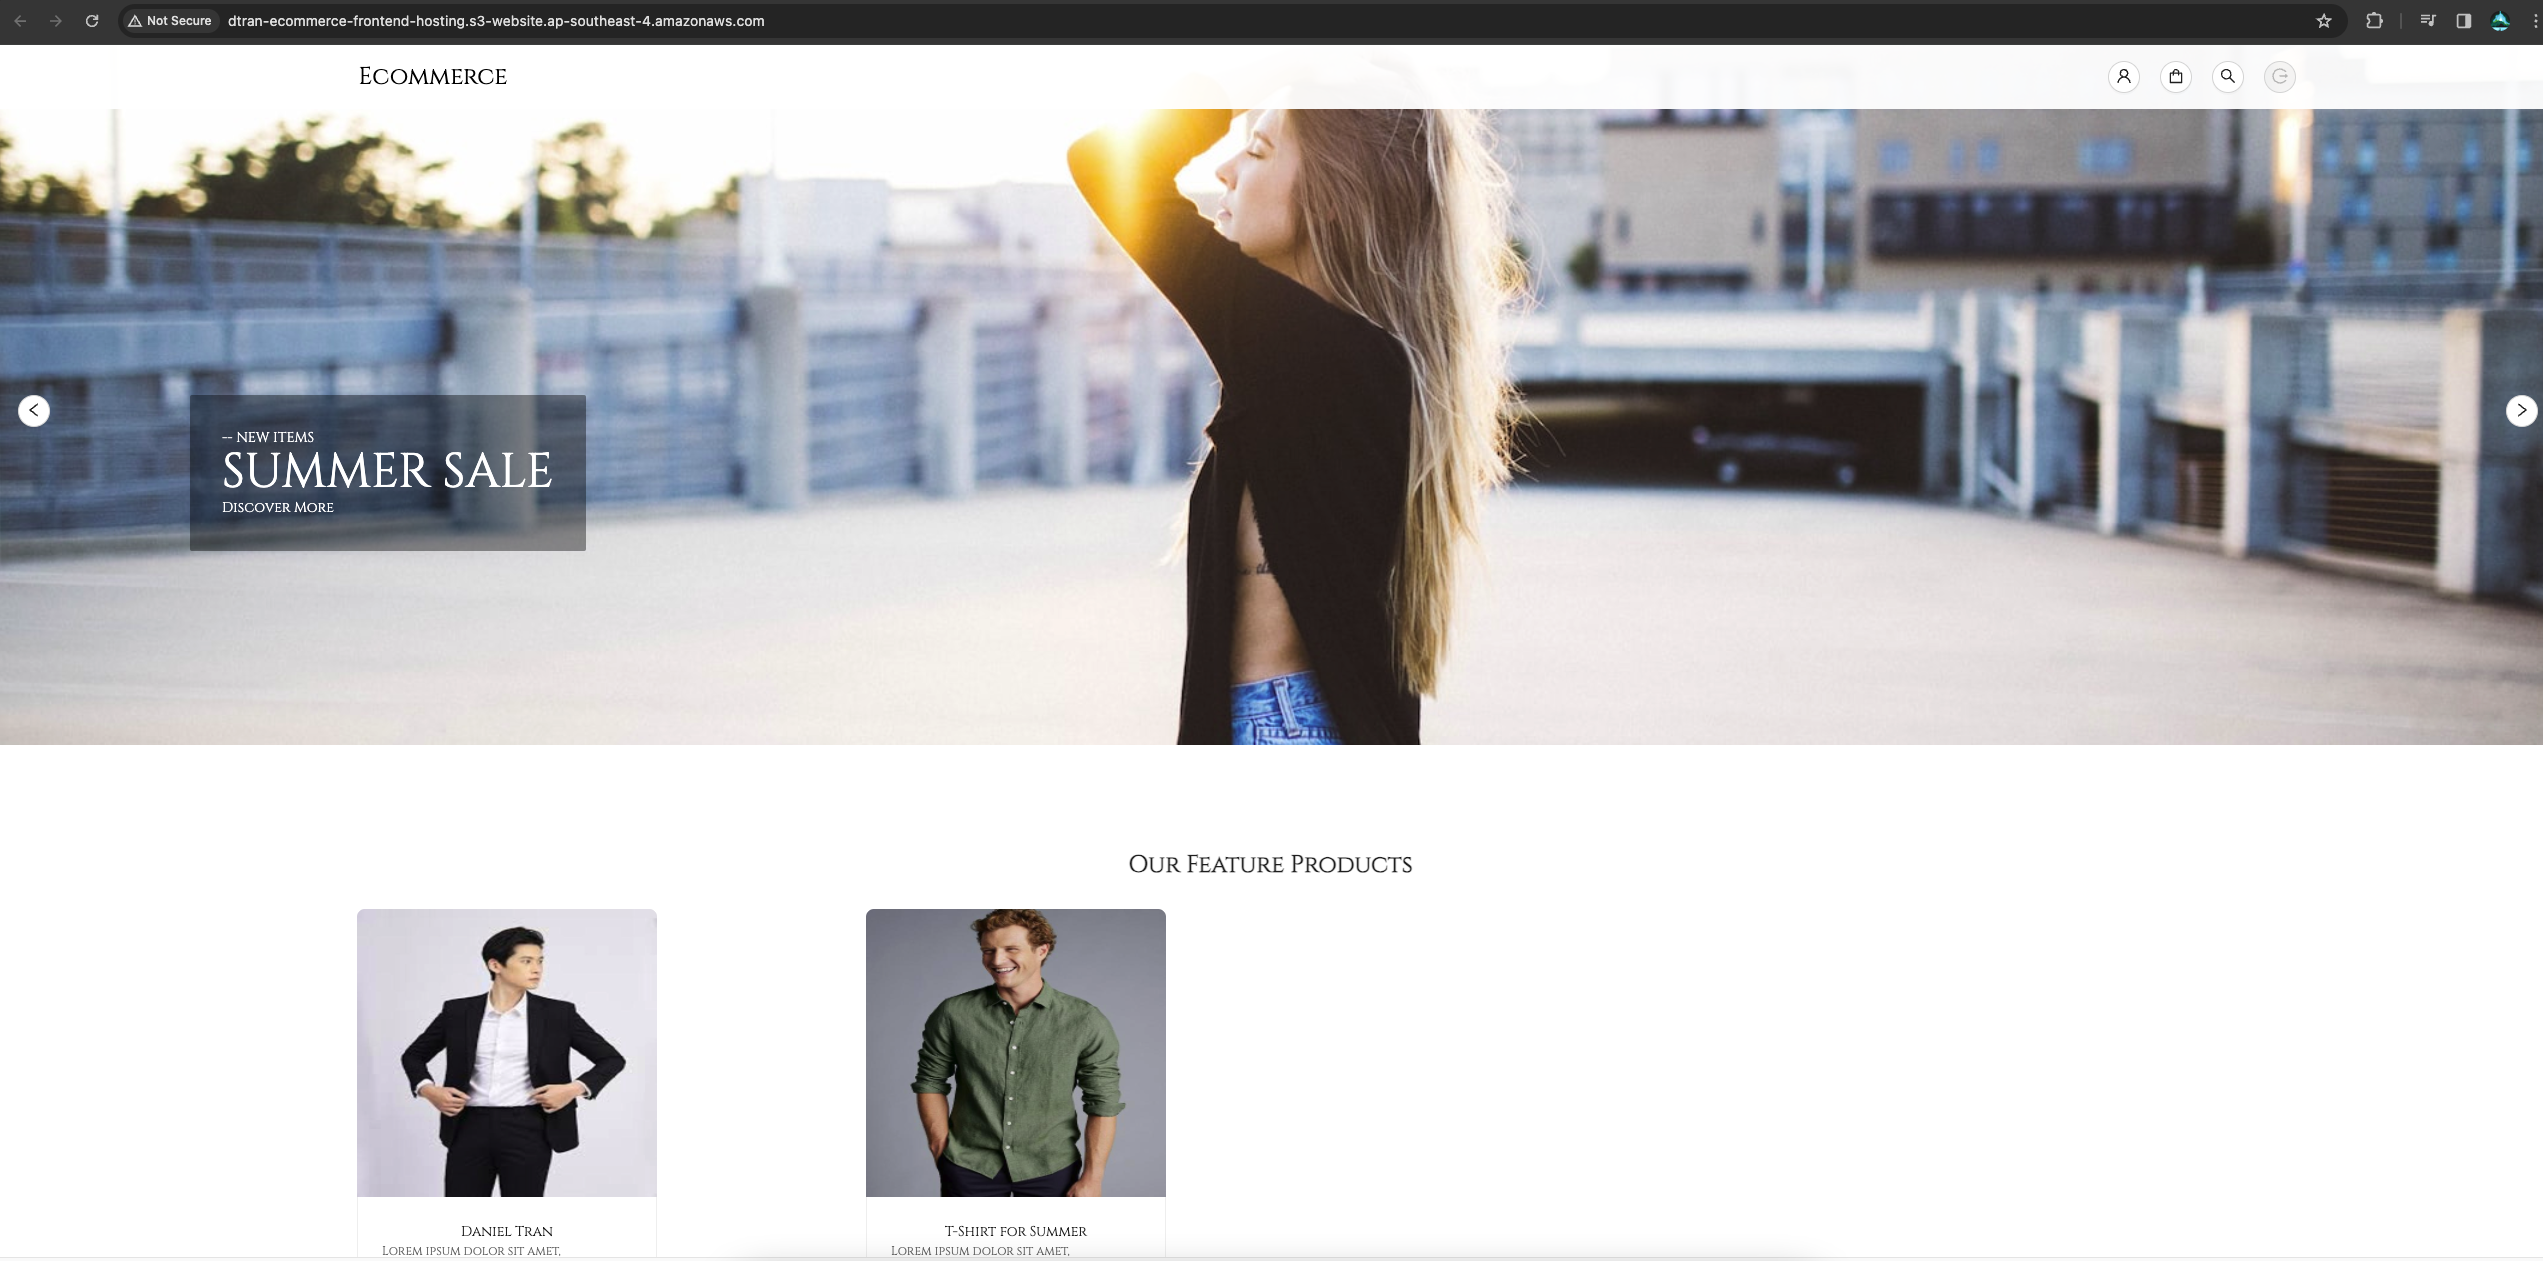 Not Secure
dtran-ecommerce-frontend-hosting.s3-website.ap-southeast-4.amazonaws.com
Ecommerce
-- NEW ITEMS
SUMMER SALE
Discover More
Our Feature Products
Daniel Tran
T-Shirt for Summer
Lorem ipsum dolor sit amet,
Lorem ipsum dolor sit amet,